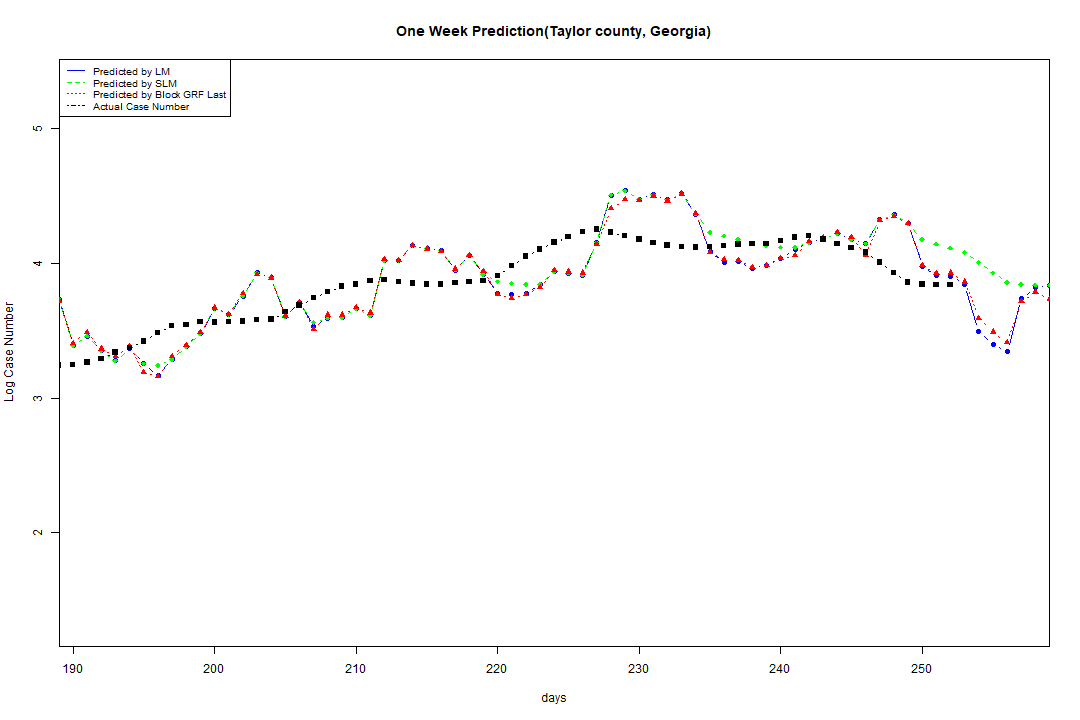 One Week Prediction(Taylor county, Georgia)
Predicted by LM
Predicted by SLM
Predicted by Block GRF Last
Actual Case Number
5
4
3
2
Log Case Number
190 200 210 220 230 240 250
days